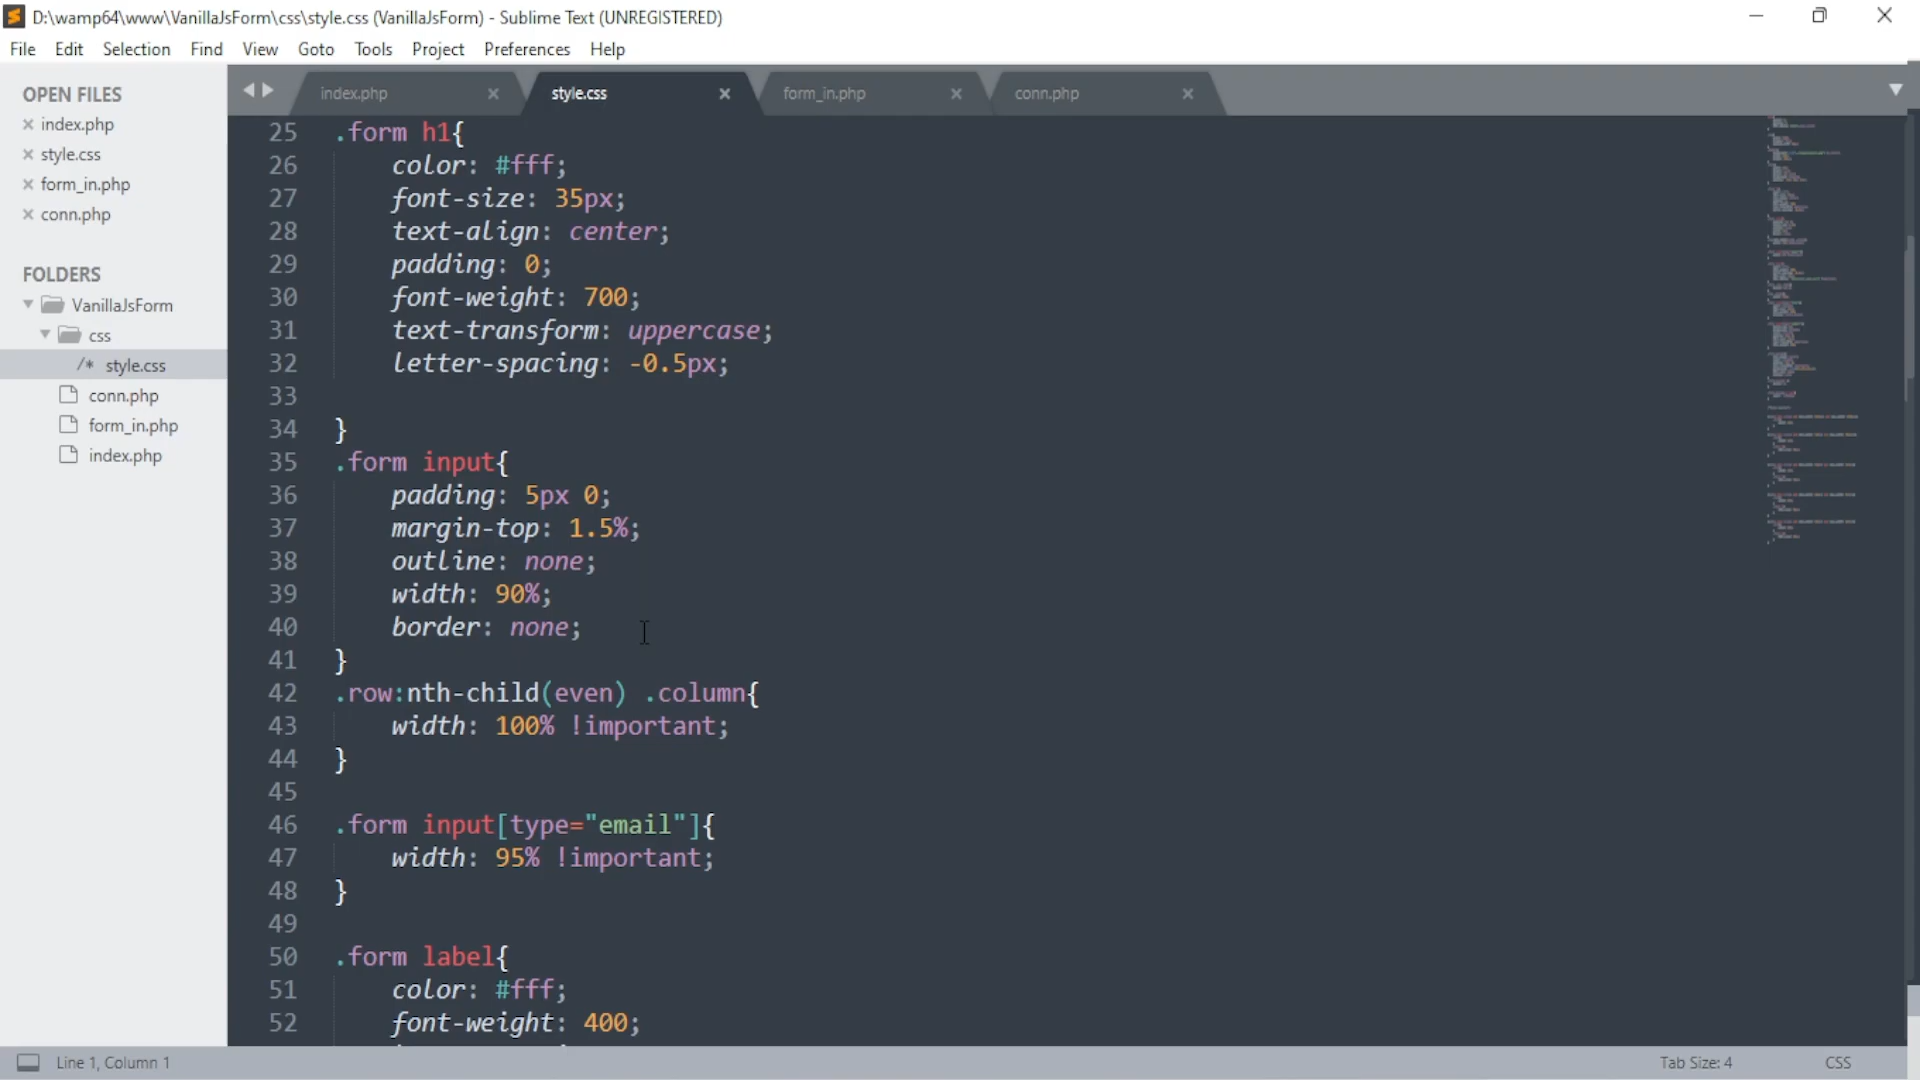 D:\wamp64\www\VanillaJsForm\css\style.css (VanillaJsForm) - Sublime Text (UNREGISTERED)
File Edit Selection Find View Goto Tools Project Preferences Help
OPEN FILES
index.php
style.css
form_in.php
conn.php
FOLDERS
VanillaJsForm
css
/* style.css
conn.php
form_in.php
index.php
index.php style.css form_in.php conn.php
25 .form h1{
26 color: #fff;
27 font-size: 35px;
28 text-align: center;
29 padding: 0;
30 font-weight: 700;
31 text-transform: uppercase;
32 letter-spacing: -0.5px;
33
34 }
35 .form input{
36 padding: 5px 0;
37 margin-top: 1.5%;
38 outline: none;
39 width: 90%;
40 border: none;
41 }
42 .row:nth-child(even) .column{
43 width: 100% !important;
44 }
45
46 .form input[type="email"]{
47 width: 95% !important;
48 }
49
50 .form label{
51 color: #fff;
52 font-weight: 400;
Line 1, Column 1 Tab Size: 4 CSS